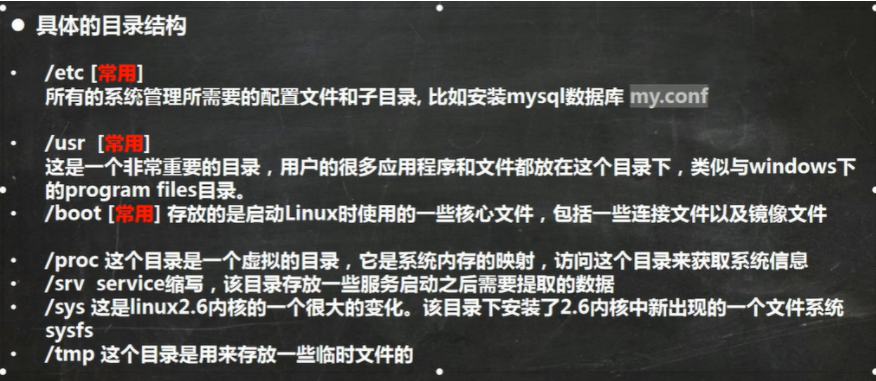 ● 具体的目录结构
• /etc [常用]
所有的系统管理所需要的配置文件和子目录, 比如安装mysql数据库 my.conf
• /usr [常用]
这是一个非常重要的目录，用户的很多应用程序和文件都放在这个目录下，类似与windows下
的program files目录。
• /boot [常用] 存放的是启动Linux时使用的一些核心文件，包括一些连接文件以及镜像文件
• /proc 这个目录是一个虚拟的目录，它是系统内存的映射，访问这个目录来获取系统信息
• /srv service缩写，该目录存放一些服务启动之后需要提取的数据
• /sys 这是linux2.6内核的一个很大的变化。该目录下安装了2.6内核中新出现的一个文件系统
sysfs
• /tmp 这个目录是用来存放一些临时文件的